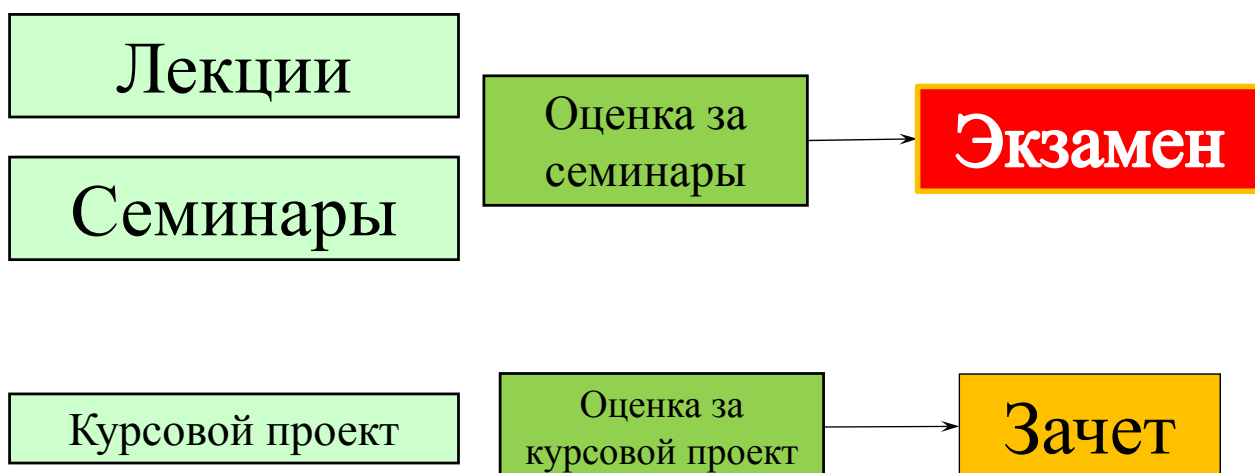 Лекции
Семинары
Оценка за
семинары
Экзамен
Курсовой проект
Оценка за
курсовой проект
Зачет